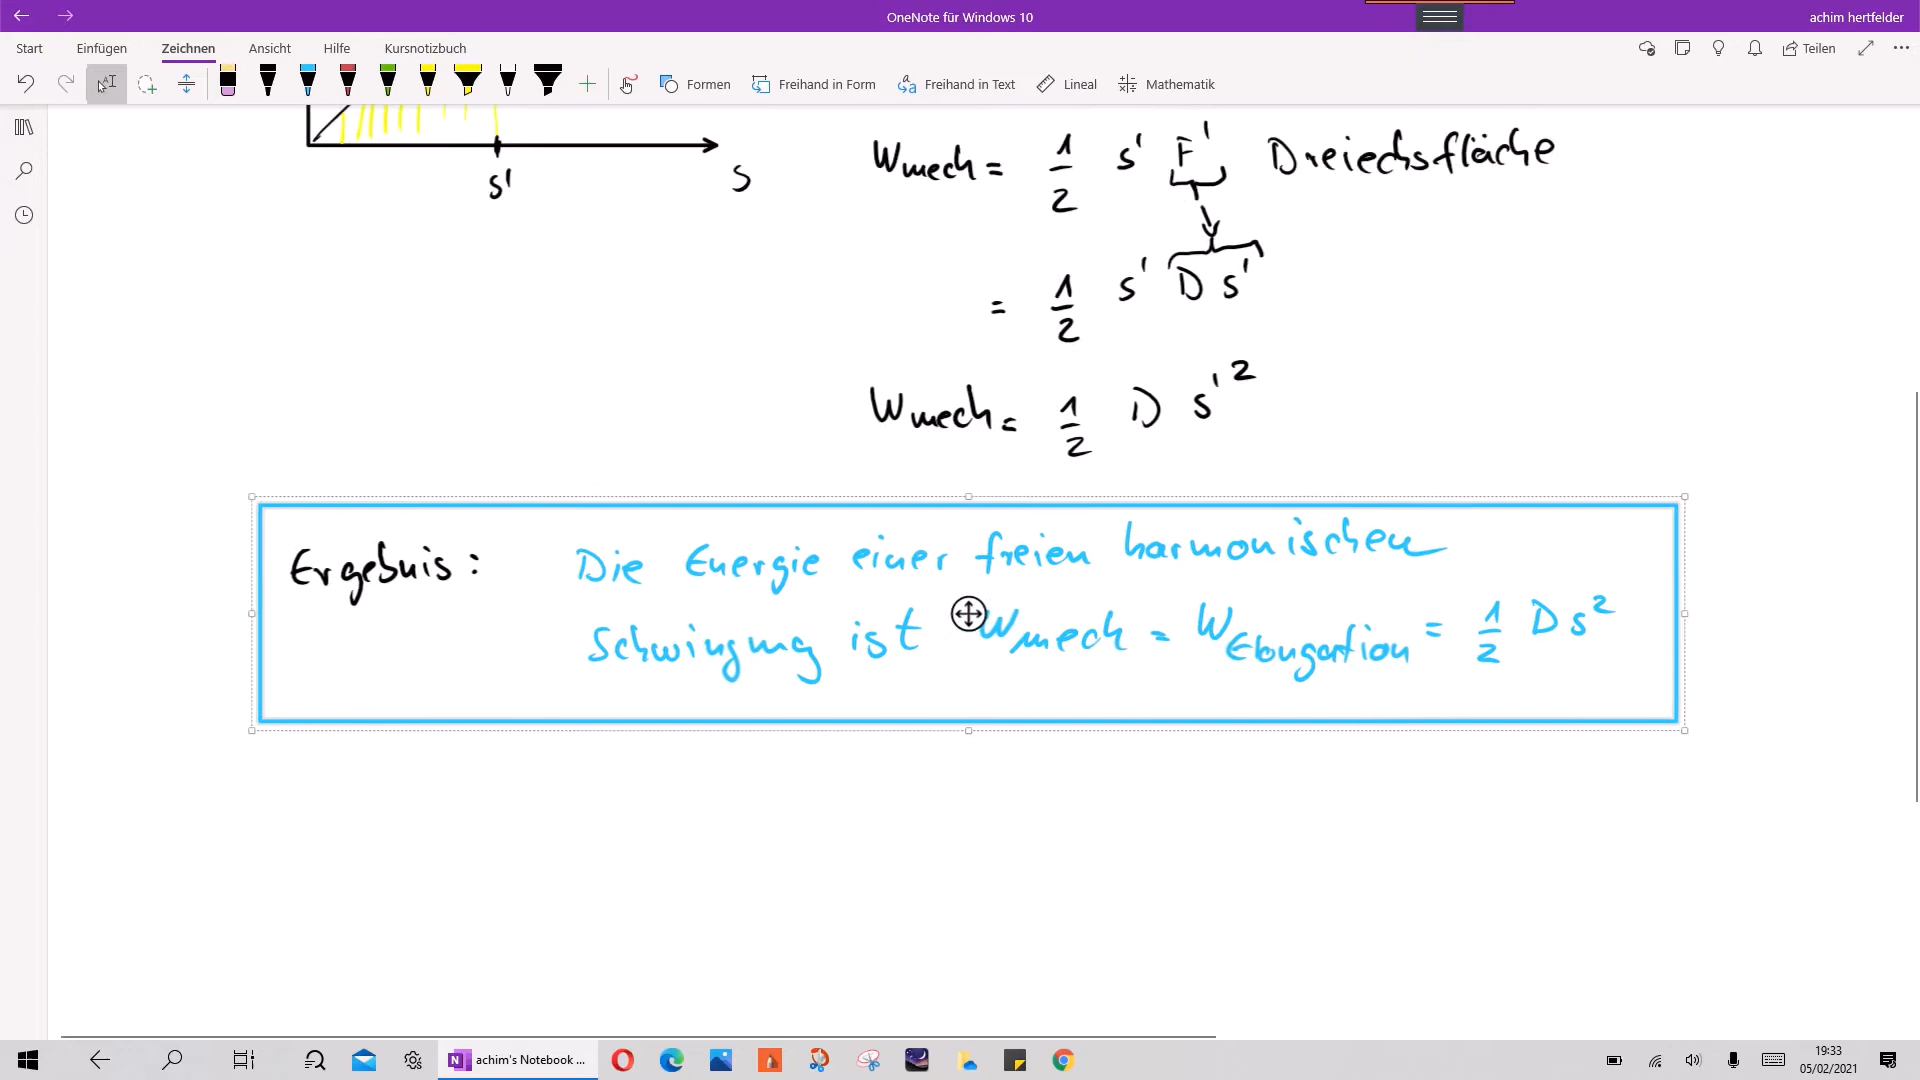 OneNote für Windows 10
achim hertfelder
Start Einfügen Zeichnen Ansicht Hilfe Kursnotizbuch
Teilen
Formen Freihand in Form Freihand in Text Lineal Mathematik
s' s
Wmech = 1/2 s' F' Dreiecksfläche
= 1/2 s' D s'
Wmech = 1/2 D s'²
Ergebnis: Die Energie einer freien harmonischen
Schwingung ist Wmech = W Elongation = 1/2 D s²
achim's Notebook ...
19:33
05/02/2021